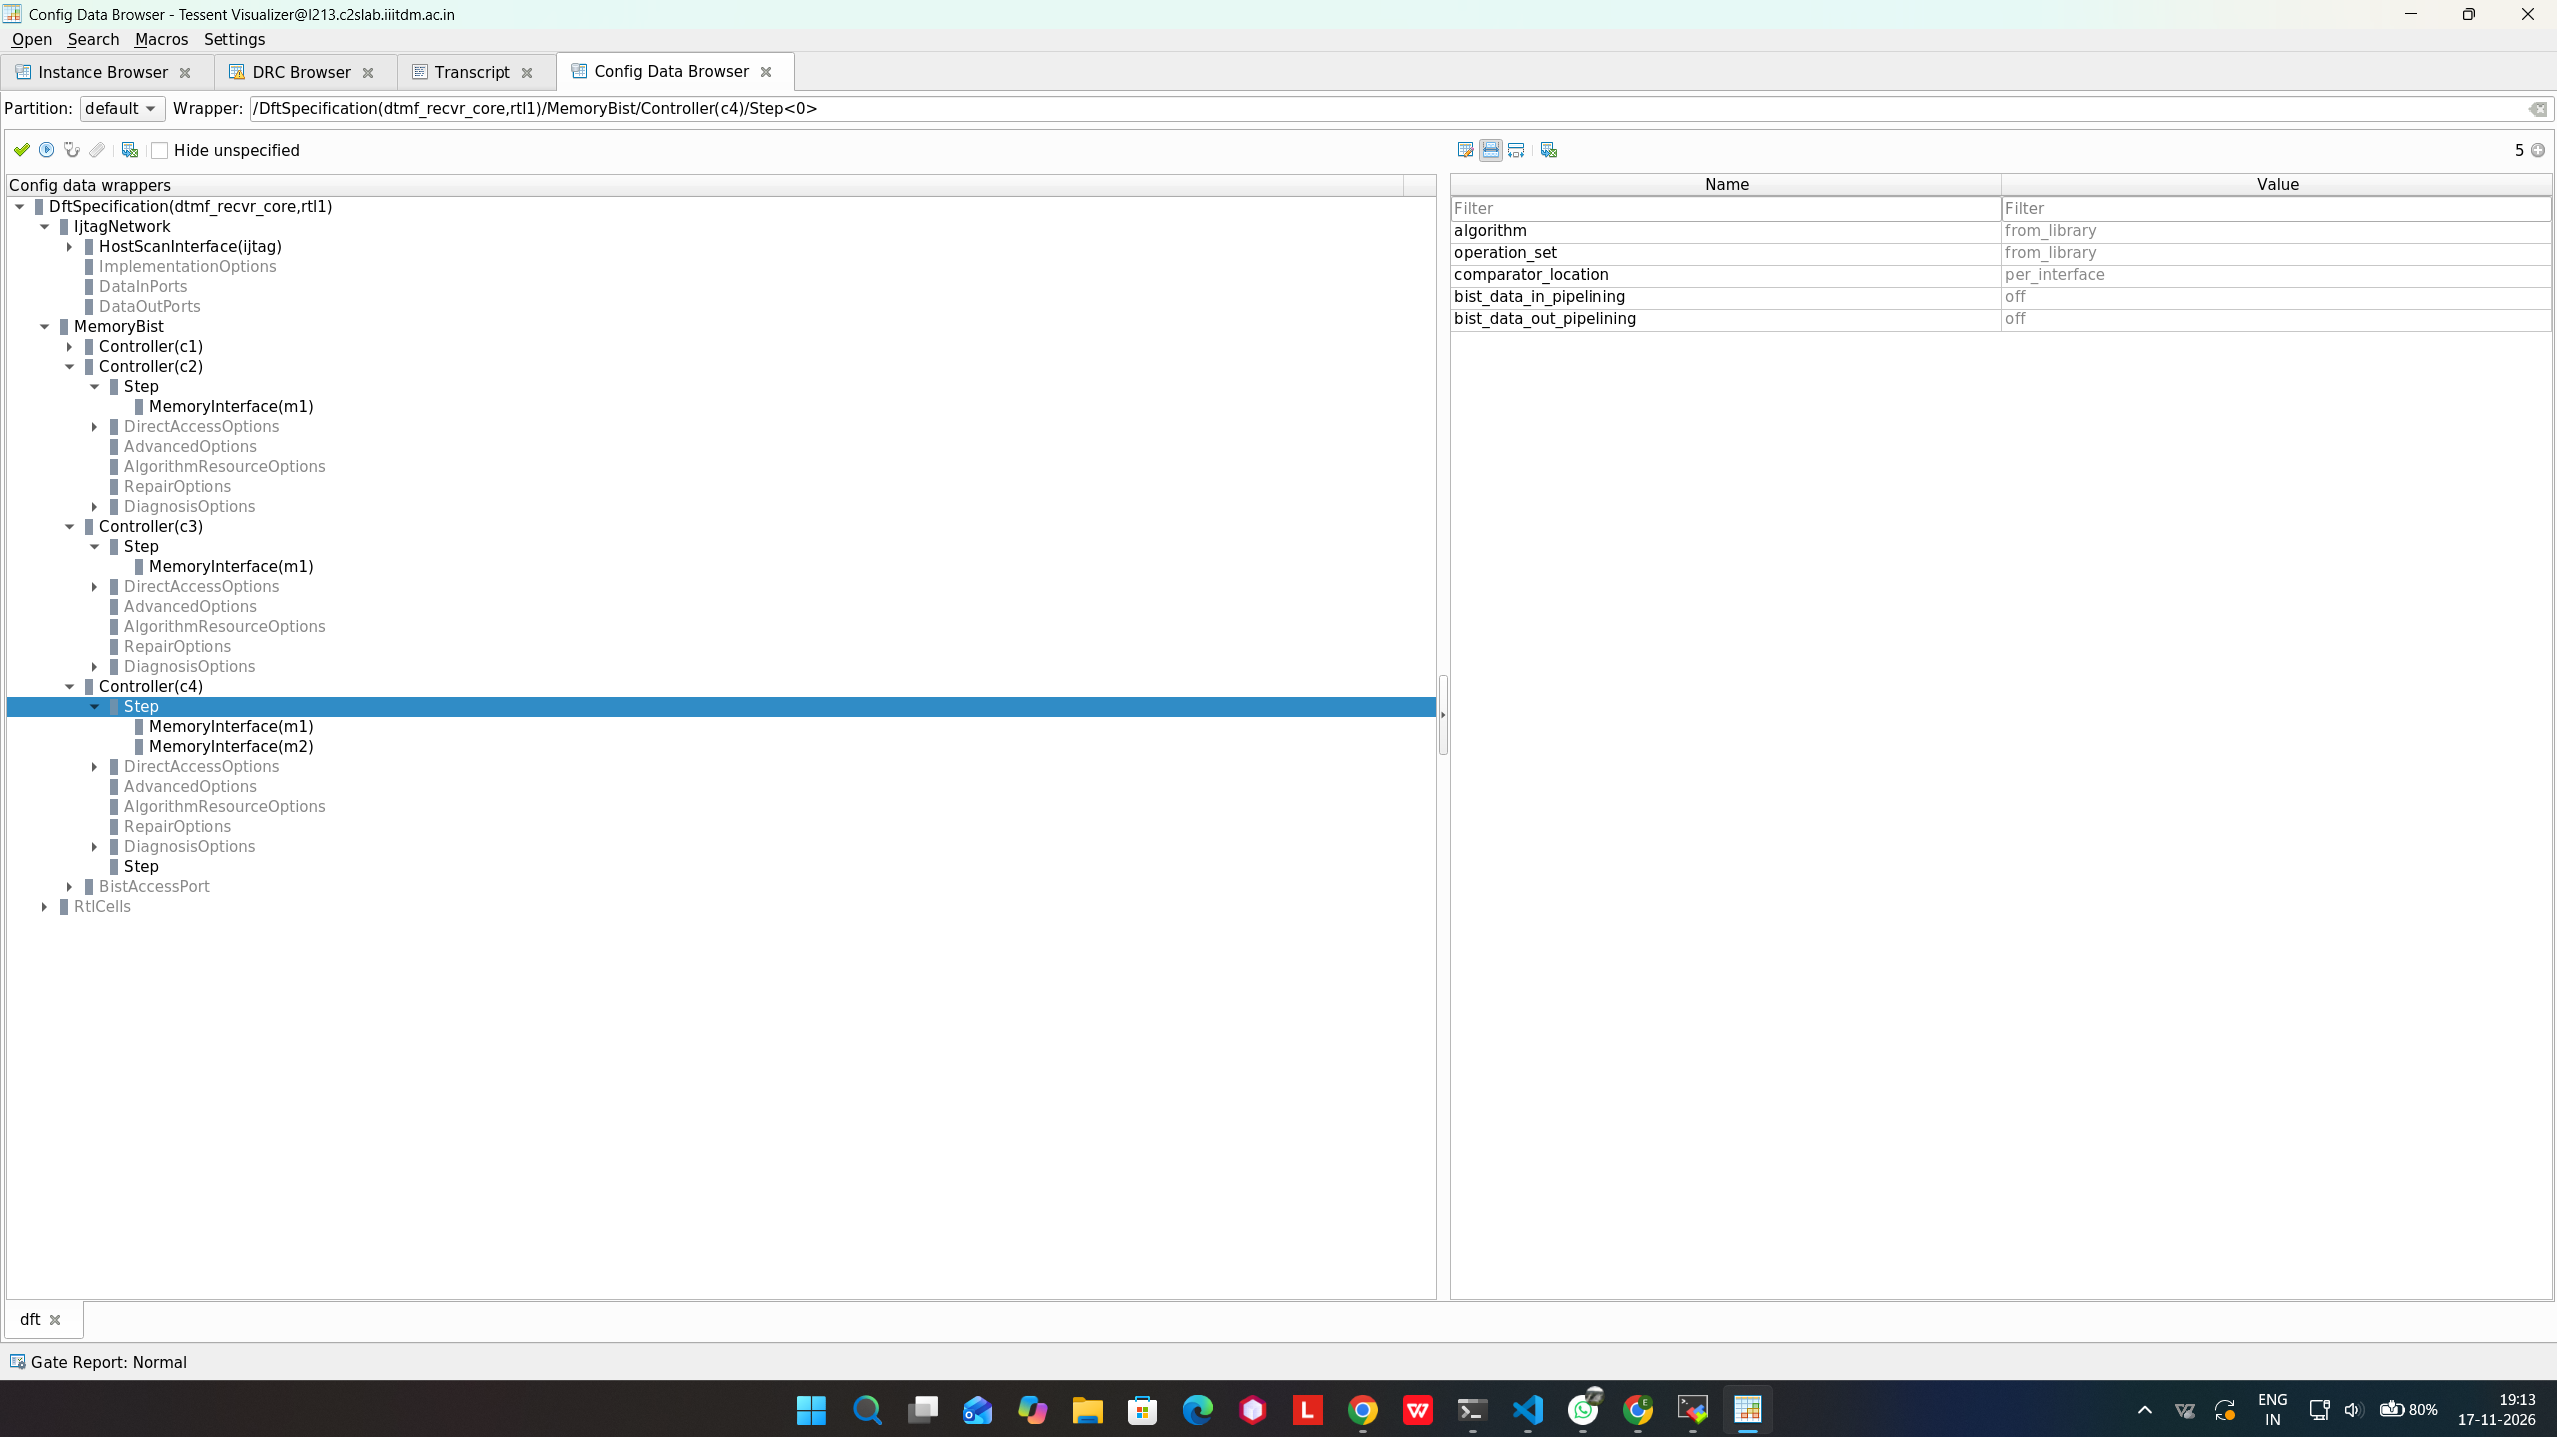 Config Data Browser - Tessent Visualizer@l213.c2slab.iiitdm.ac.in
Open Search Macros Settings
Instance Browser DRC Browser Transcript Config Data Browser
Partition: default Wrapper: /DftSpecification(dtmf_recvr_core,rtl1)/MemoryBist/Controller(c4)/Step<0>
Hide unspecified
5
Config data wrappers
DftSpecification(dtmf_recvr_core,rtl1)
IjtagNetwork
HostScanInterface(ijtag)
ImplementationOptions
DataInPorts
DataOutPorts
MemoryBist
Controller(c1)
Controller(c2)
Step
MemoryInterface(m1)
DirectAccessOptions
AdvancedOptions
AlgorithmResourceOptions
RepairOptions
DiagnosisOptions
Controller(c3)
Step
MemoryInterface(m1)
DirectAccessOptions
AdvancedOptions
AlgorithmResourceOptions
RepairOptions
DiagnosisOptions
Controller(c4)
Step
MemoryInterface(m1)
MemoryInterface(m2)
DirectAccessOptions
AdvancedOptions
AlgorithmResourceOptions
RepairOptions
DiagnosisOptions
Step
BistAccessPort
RtlCells
Name Value
Filter Filter
algorithm from_library
operation_set from_library
comparator_location per_interface
bist_data_in_pipelining off
bist_data_out_pipelining off
dft
Gate Report: Normal
L
W
E
ENG
IN
80%
19:13
17-11-2026